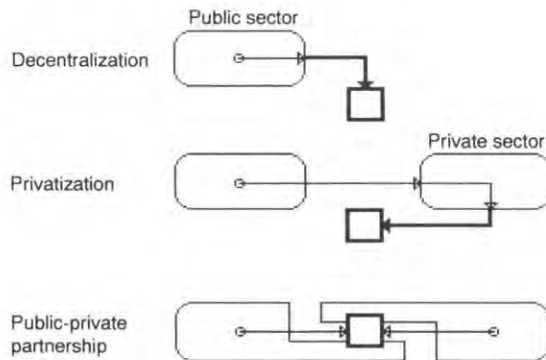 Public sector
Decentralization
Private sector
Privatization
Public-private
partnership